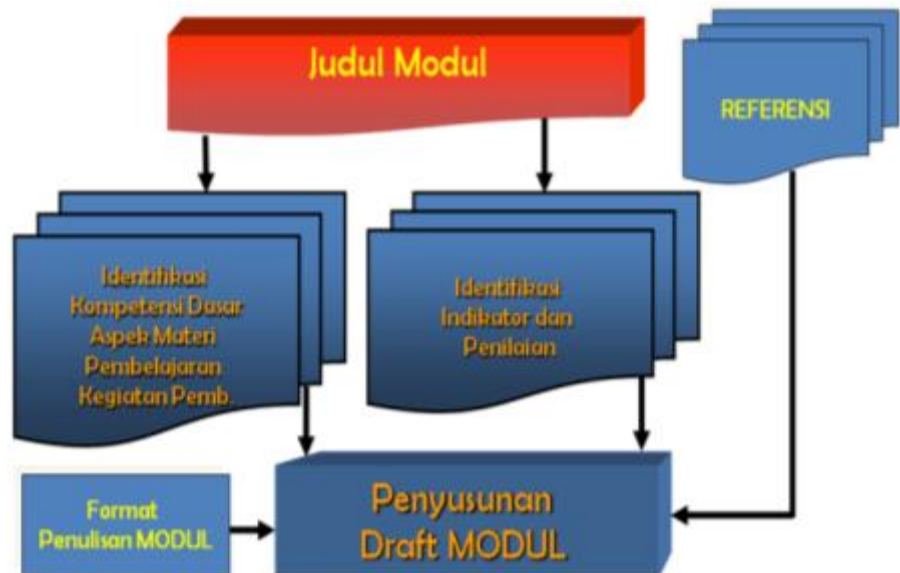 Judul Modul
REFERENSI
Identifikasi
Kompetensi Dasar
Aspek Materi
Pembelajaran
Kegiatan Pemb.
Identifikasi
Indikator dan
Penilaian
Format
Penulisan MODUL
Penyusunan
Draft MODUL